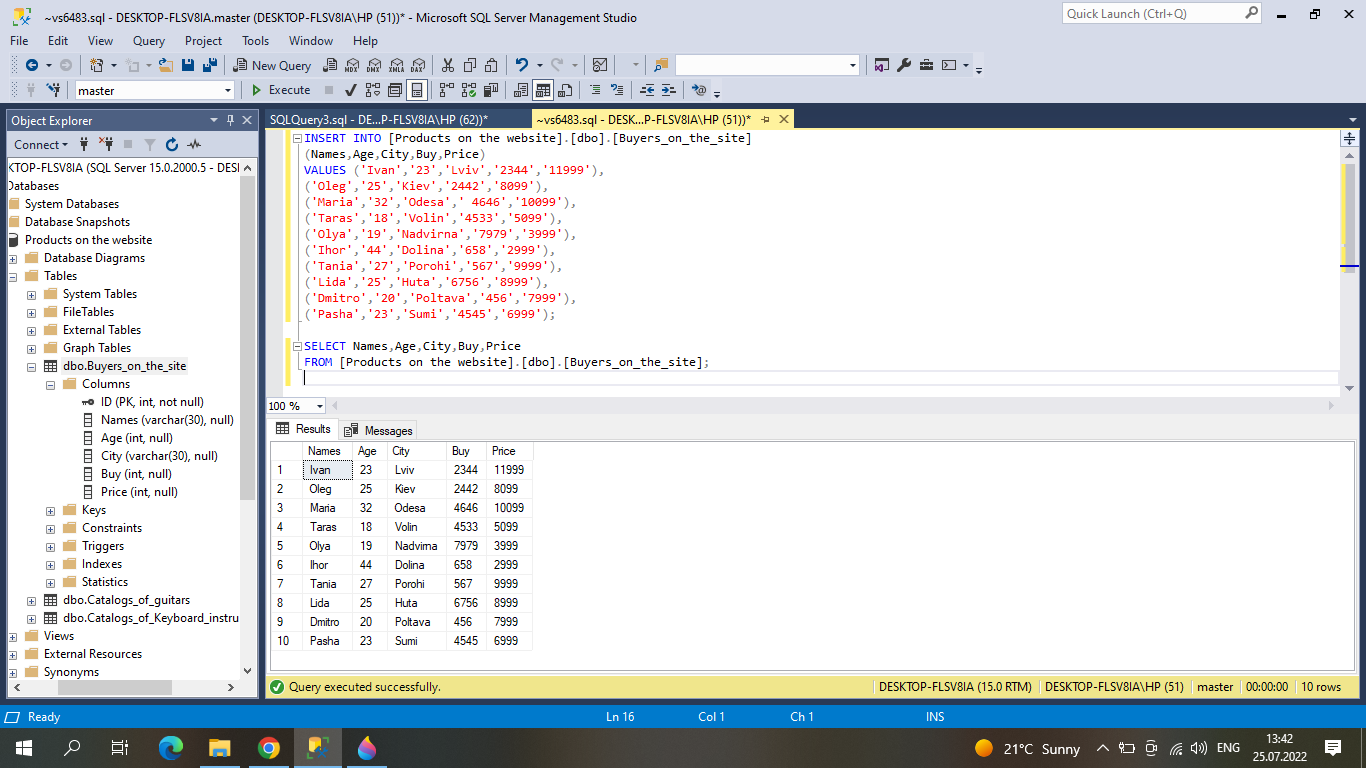 ~vs6483.sql - DESKTOP-FLSV8IA.master (DESKTOP-FLSV8IA\HP (51))* - Microsoft SQL Server Management Studio
Quick Launch (Ctrl+Q)
File Edit View Query Project Tools Window Help
New Query MDX DMX XMLA DAX
master Execute
Object Explorer
SQLQuery3.sql - DE...P-FLSV8IA\HP (62))*
~vs6483.sql - DESK...P-FLSV8IA\HP (51))*
Connect
KTOP-FLSV8IA (SQL Server 15.0.2000.5 - DESI
Databases
System Databases
Database Snapshots
Products on the website
Database Diagrams
Tables
System Tables
FileTables
External Tables
Graph Tables
dbo.Buyers_on_the_site
Columns
ID (PK, int, not null)
Names (varchar(30), null)
Age (int, null)
City (varchar(30), null)
Buy (int, null)
Price (int, null)
Keys
Constraints
Triggers
Indexes
Statistics
dbo.Catalogs_of_guitars
dbo.Catalogs_of_Keyboard_instru
Views
External Resources
Synonyms
INSERT INTO [Products on the website].[dbo].[Buyers_on_the_site]
(Names,Age,City,Buy,Price)
VALUES ('Ivan','23','Lviv','2344','11999'),
('Oleg','25','Kiev','2442','8099'),
('Maria','32','Odesa',' 4646','10099'),
('Taras','18','Volin','4533','5099'),
('Olya','19','Nadvirna','7979','3999'),
('Ihor','44','Dolina','658','2999'),
('Tania','27','Porohi','567','9999'),
('Lida','25','Huta','6756','8999'),
('Dmitro','20','Poltava','456','7999'),
('Pasha','23','Sumi','4545','6999');
SELECT Names,Age,City,Buy,Price
FROM [Products on the website].[dbo].[Buyers_on_the_site];
100 %
Results Messages
Names Age City Buy Price
1 Ivan 23 Lviv 2344 11999
2 Oleg 25 Kiev 2442 8099
3 Maria 32 Odesa 4646 10099
4 Taras 18 Volin 4533 5099
5 Olya 19 Nadvirna 7979 3999
6 Ihor 44 Dolina 658 2999
7 Tania 27 Porohi 567 9999
8 Lida 25 Huta 6756 8999
9 Dmitro 20 Poltava 456 7999
10 Pasha 23 Sumi 4545 6999
Query executed successfully. DESKTOP-FLSV8IA (15.0 RTM) DESKTOP-FLSV8IA\HP (51) master 00:00:00 10 rows
Ready Ln 16 Col 1 Ch 1 INS
21°C Sunny ENG 13:42
25.07.2022